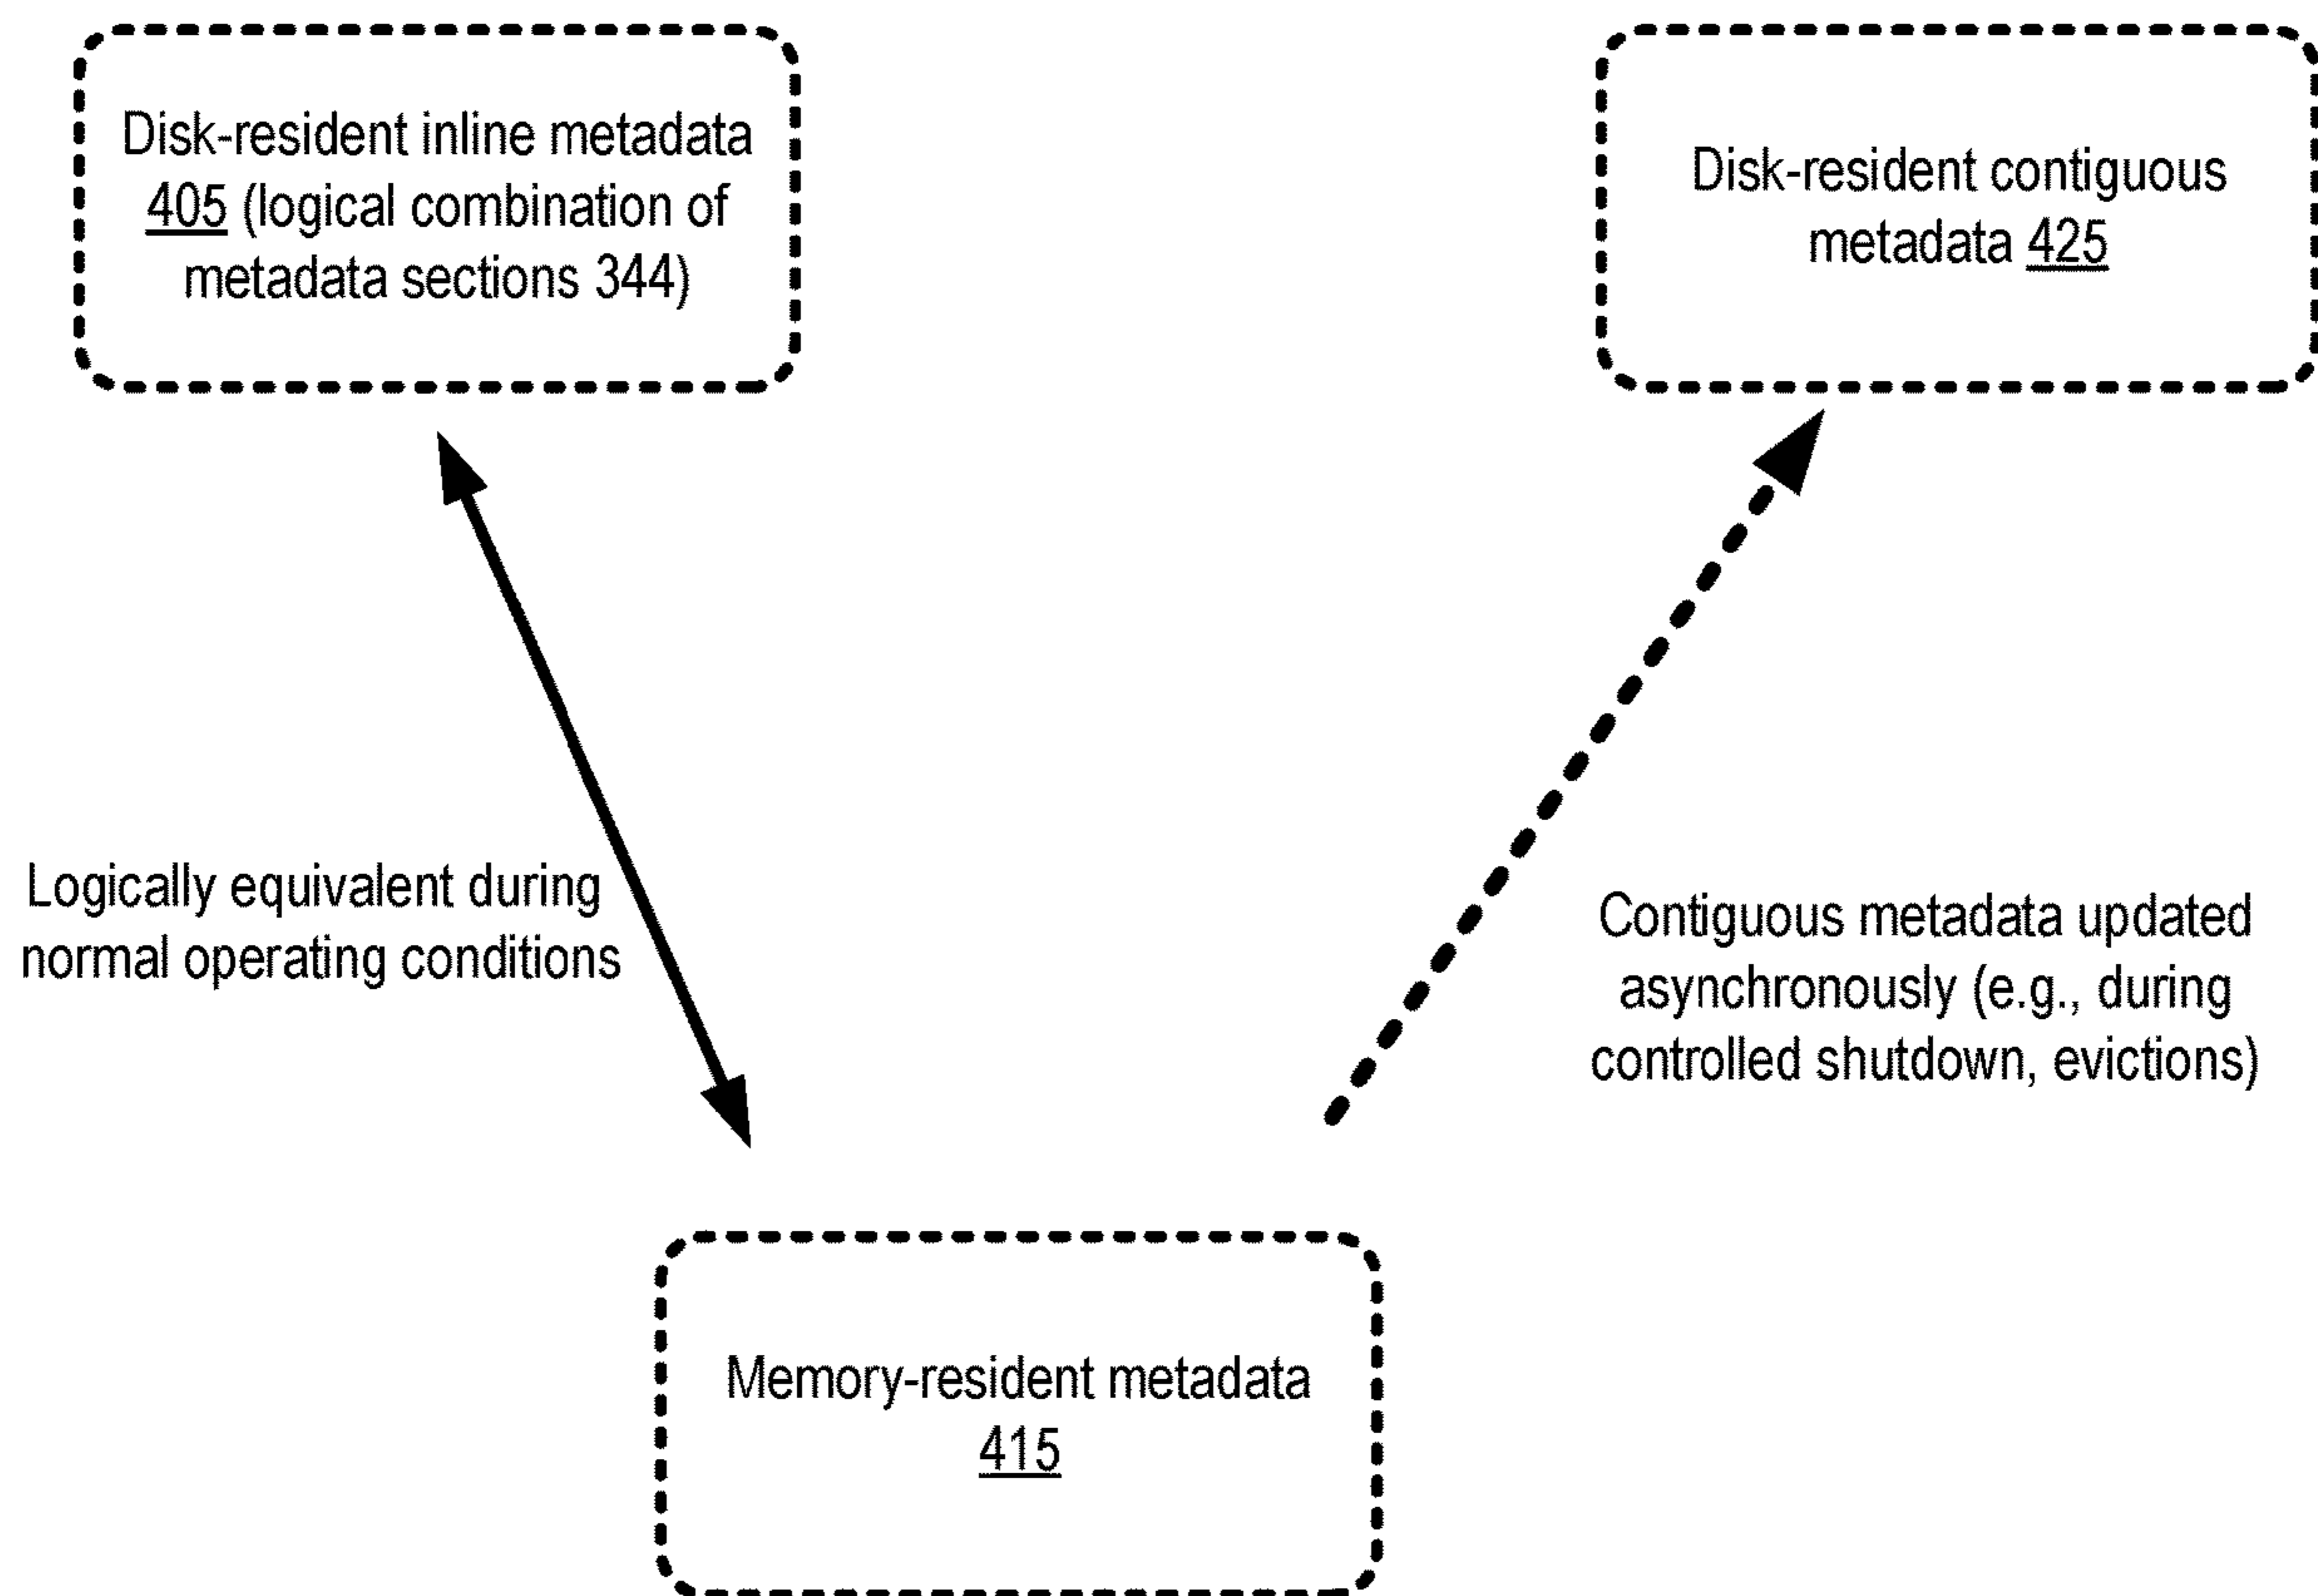 Disk-resident inline metadata
405 (logical combination of
metadata sections 344)
Disk-resident contiguous
metadata 425
Logically equivalent during
normal operating conditions
Contiguous metadata updated
asynchronously (e.g., during
controlled shutdown, evictions)
Memory-resident metadata
415